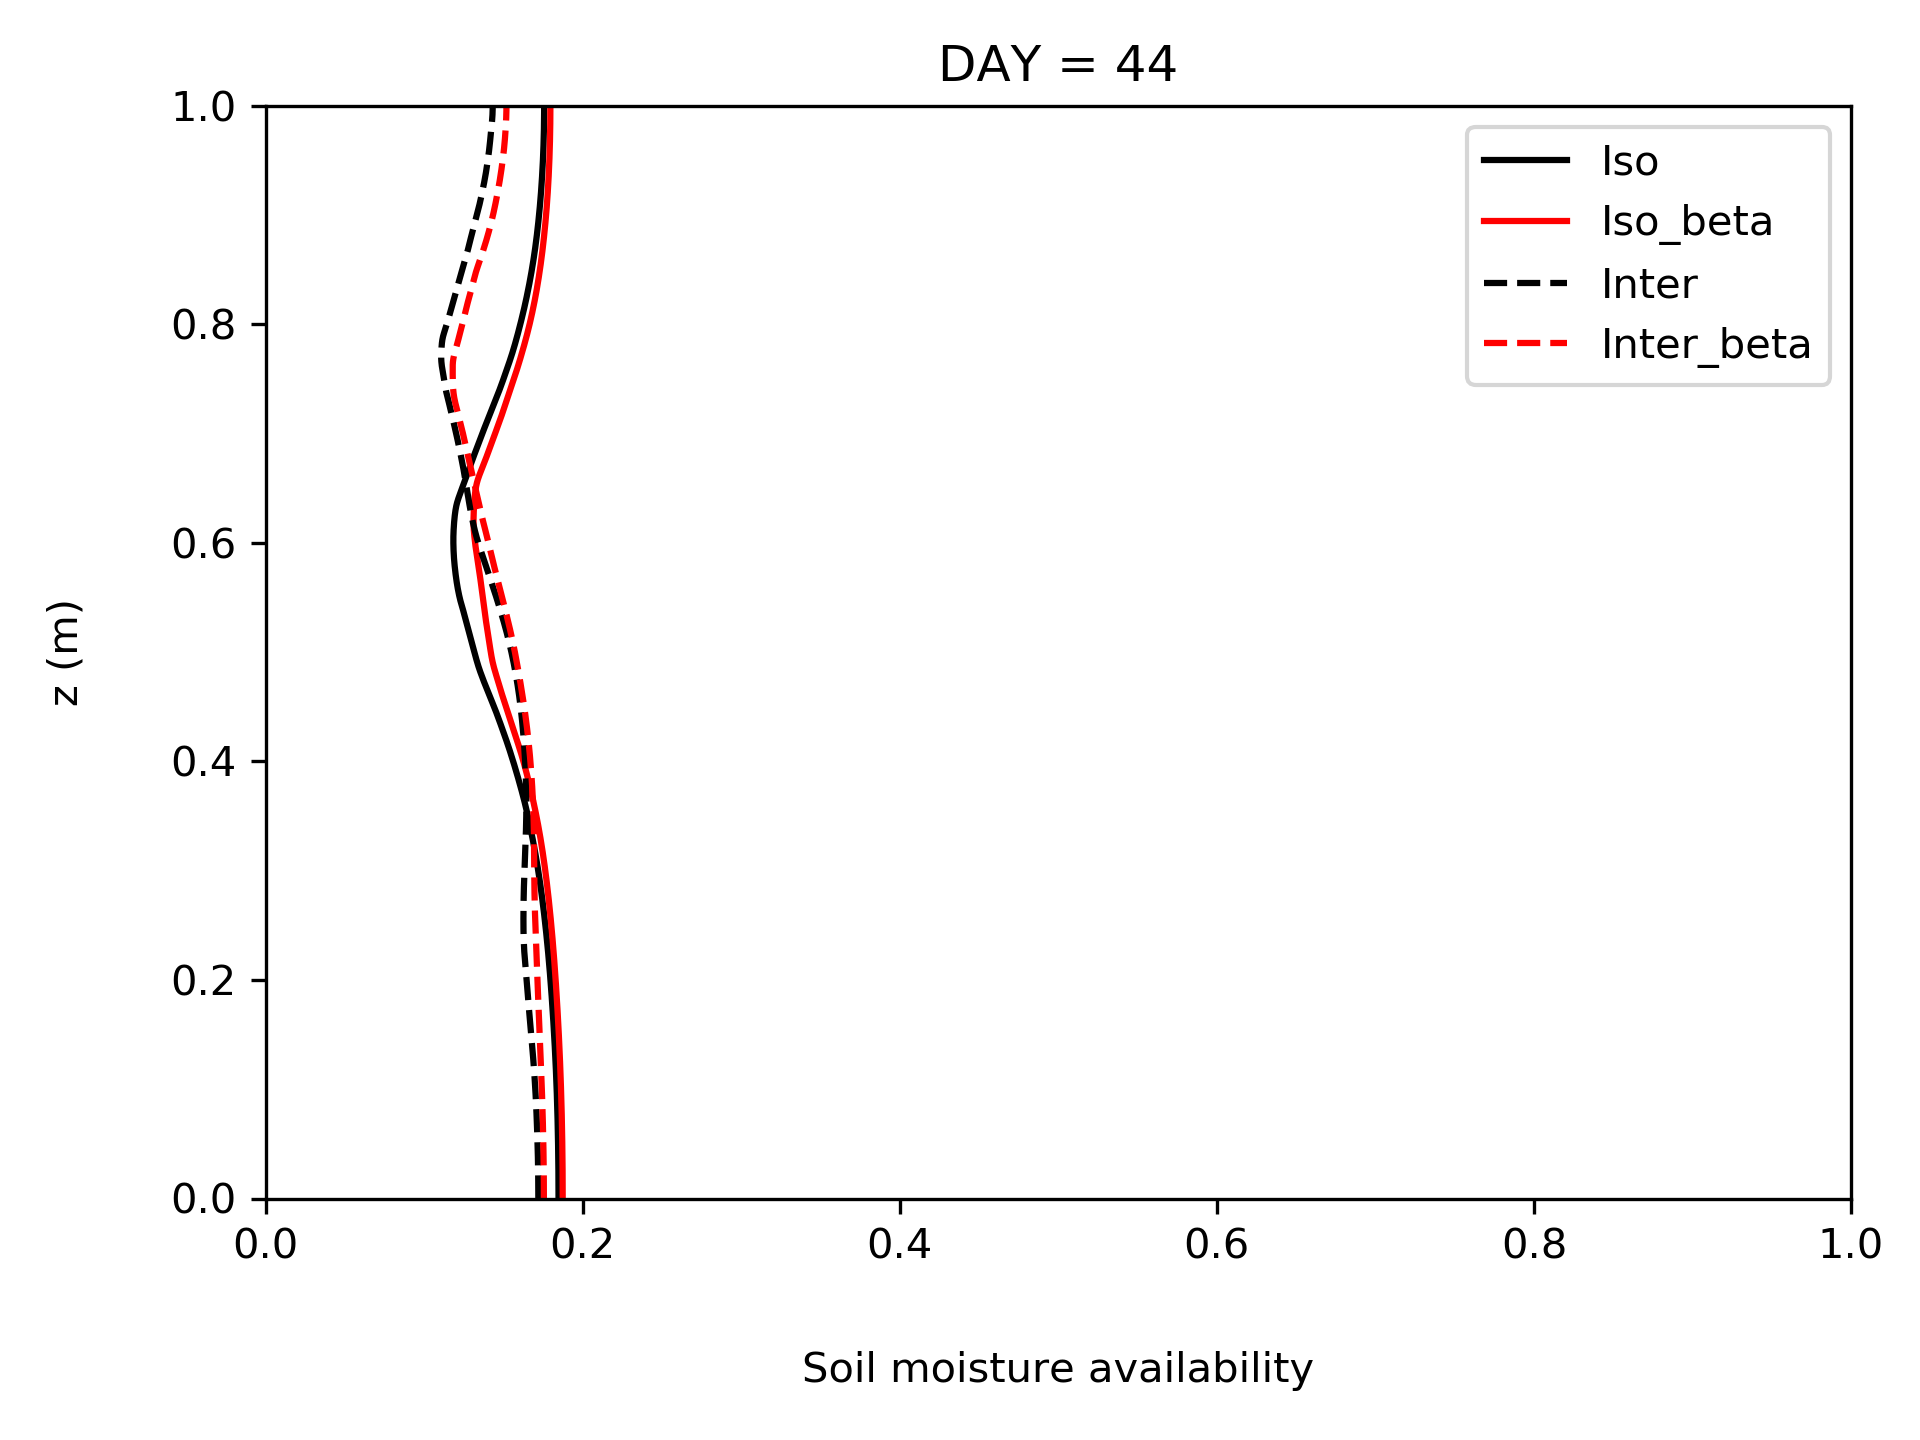 DAY = 44
1.0
0.8
0.6
0.4
0.2
0.0
z (m)
Iso
Iso_beta
Inter
Inter_beta
0.0 0.2 0.4 0.6 0.8 1.0
Soil moisture availability